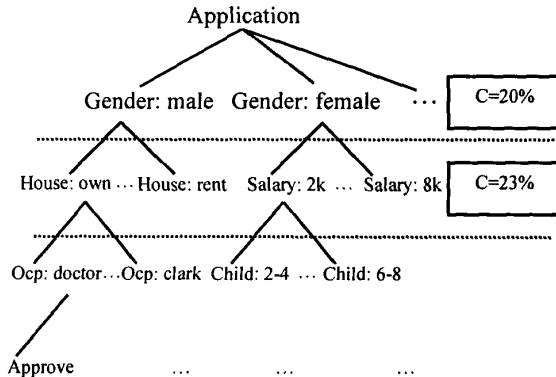 Application
Gender: male Gender: female ... C=20%
House: own ... House: rent Salary: 2k ... Salary: 8k C=23%
Ocp: doctor... Ocp: clark Child: 2-4 ... Child: 6-8
Approve ... ... ...